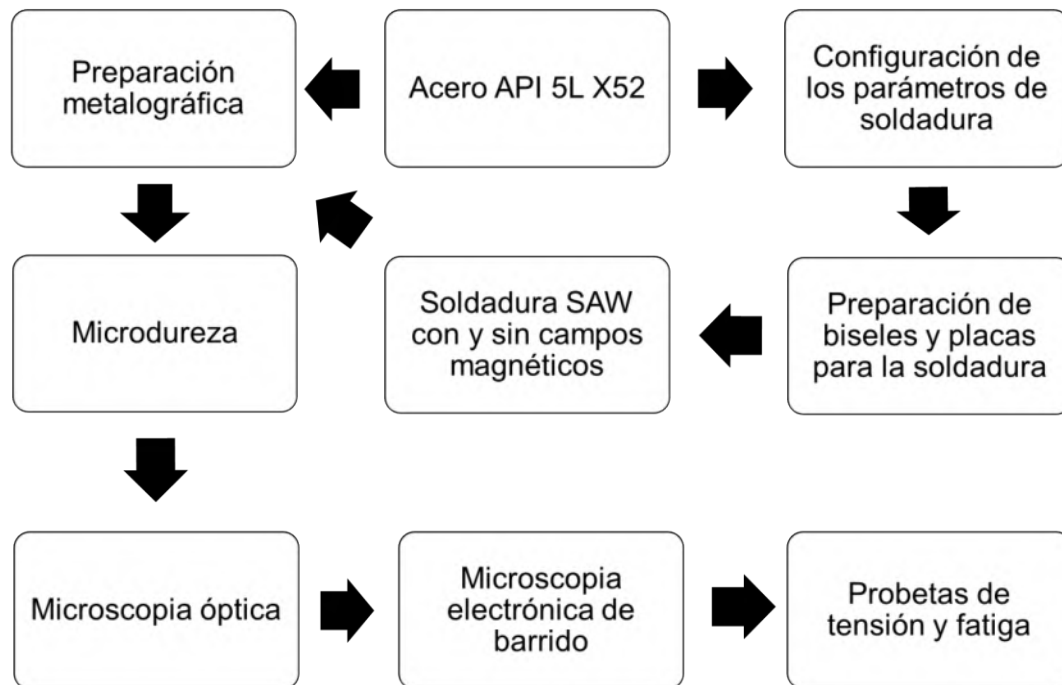 Preparación
metalográfica
Acero API 5L X52
Configuración de
los parámetros de
soldadura
Microdureza
Soldadura SAW
con y sin campos
magnéticos
Preparación de
biseles y placas
para la soldadura
Microscopia óptica
Microscopia
electrónica de
barrido
Probetas de
tensión y fatiga